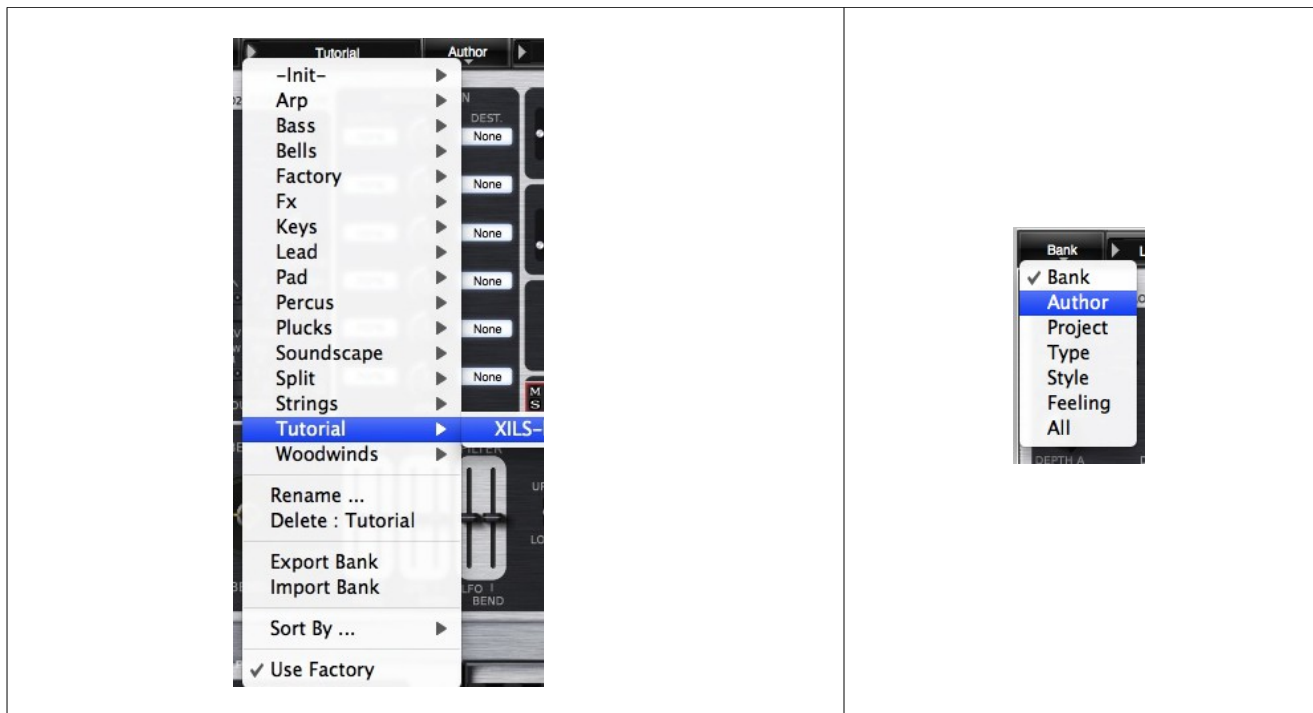 Tutorial Author
-Init-
Arp
Bass
Bells
Factory
Fx
Keys
Lead
Pad
Percus
Plucks
Soundscape
Split
Strings
Tutorial XILS-
Woodwinds
Rename ...
Delete : Tutorial
Export Bank
Import Bank
Sort By ...
Use Factory
DEST.
None
None
None
None
None
None
M
S
LFO
BEND
Bank
Bank
Author
Project
Type
Style
Feeling
All
DEPTH A